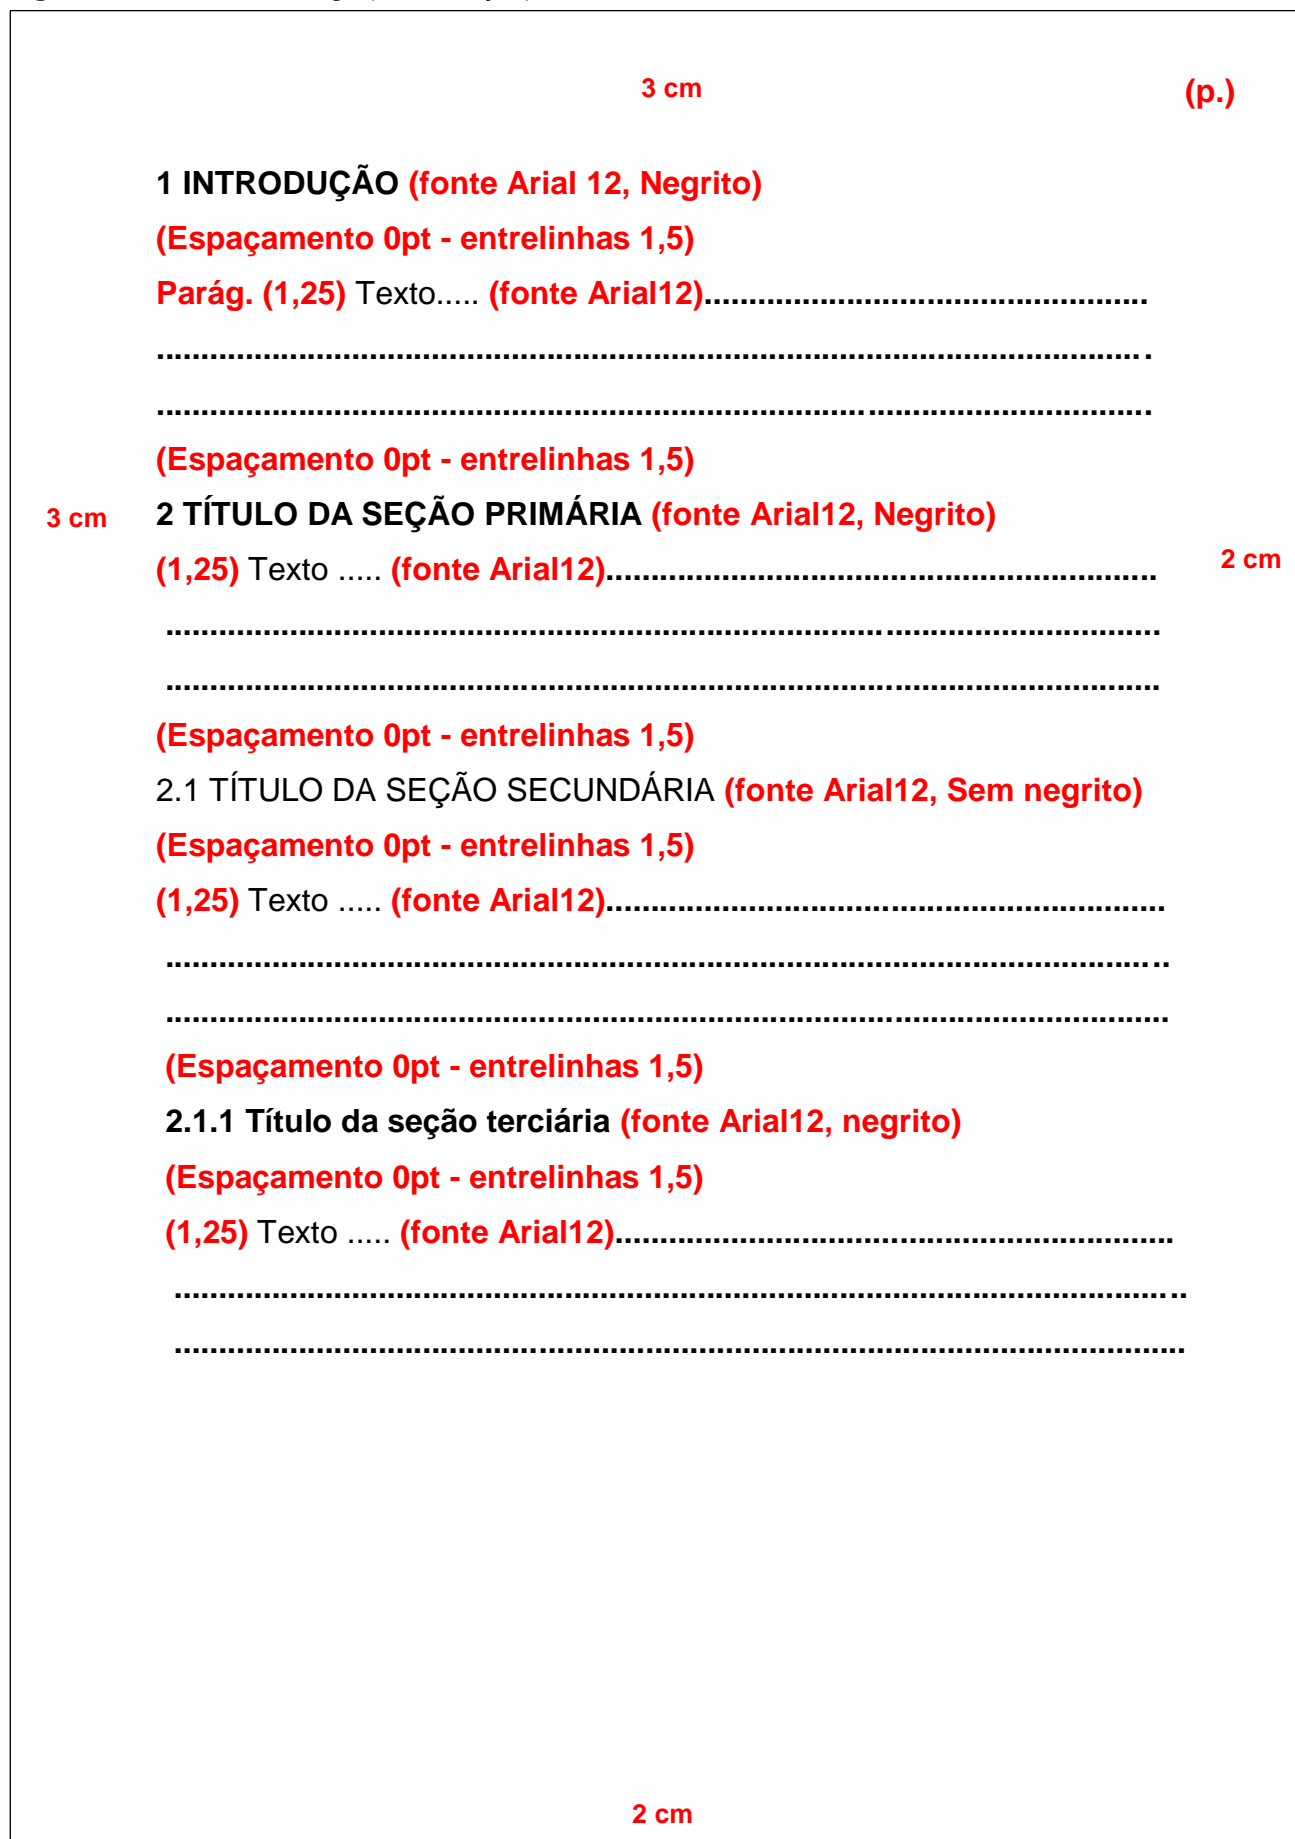 3 cm
(p.)
1 INTRODUÇÃO (fonte Arial 12, Negrito)
(Espaçamento 0pt - entrelinhas 1,5)
Parág. (1,25) Texto..... (fonte Arial12)..................................................
................................................................................................................
................................................................................................................
(Espaçamento 0pt - entrelinhas 1,5)
3 cm
2 TÍTULO DA SEÇÃO PRIMÁRIA (fonte Arial12, Negrito)
(1,25) Texto ..... (fonte Arial12)..............................................................
2 cm
................................................................................................................
................................................................................................................
(Espaçamento 0pt - entrelinhas 1,5)
2.1 TÍTULO DA SEÇÃO SECUNDÁRIA (fonte Arial12, Sem negrito)
(Espaçamento 0pt - entrelinhas 1,5)
(1,25) Texto ..... (fonte Arial12)...............................................................
.................................................................................................................
.................................................................................................................
(Espaçamento 0pt - entrelinhas 1,5)
2.1.1 Título da seção terciária (fonte Arial12, negrito)
(Espaçamento 0pt - entrelinhas 1,5)
(1,25) Texto ..... (fonte Arial12)...............................................................
..................................................................................................................
..................................................................................................................
2 cm